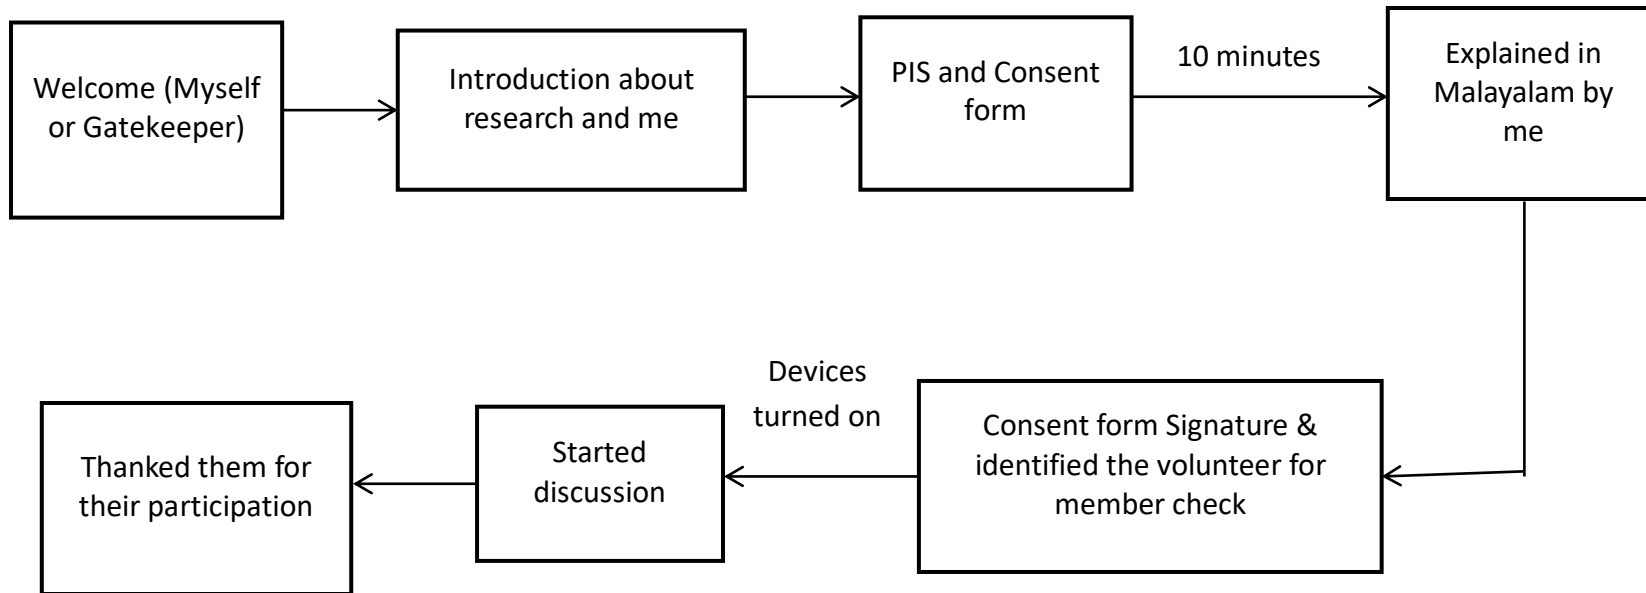 Welcome (Myself
or Gatekeeper)
Introduction about
research and me
PIS and Consent
form
10 minutes
Explained in
Malayalam by
me
Consent form Signature &
identified the volunteer for
member check
Devices
turned on
Started
discussion
Thanked them for
their participation